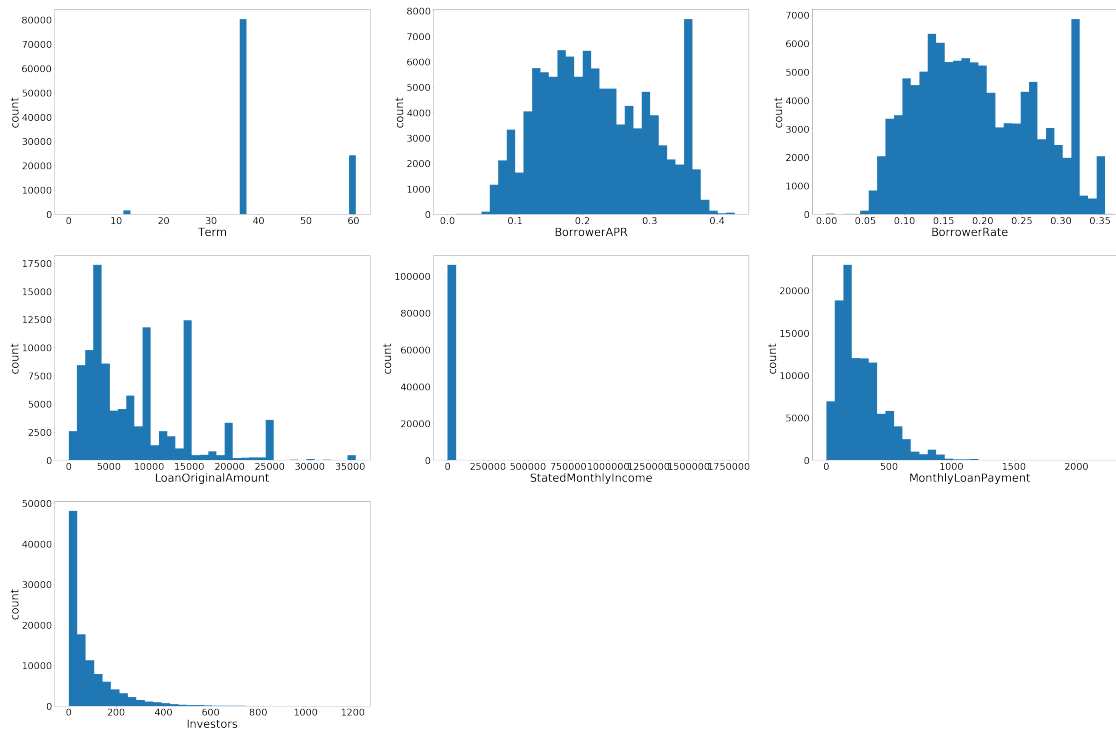 80000
70000
60000
50000
40000
30000
20000
10000
0
count
0 10 20 30 40 50 60
Term
8000
7000
6000
5000
4000
3000
2000
1000
0
count
0.0 0.1 0.2 0.3 0.4
BorrowerAPR
7000
6000
5000
4000
3000
2000
1000
0
count
0.00 0.05 0.10 0.15 0.20 0.25 0.30 0.35
BorrowerRate
17500
15000
12500
10000
7500
5000
2500
0
count
0 5000 10000 15000 20000 25000 30000 35000
LoanOriginalAmount
100000
80000
60000
40000
20000
0
count
0 250000 500000 750000 1000000 1250000 1500000 1750000
StatedMonthlyIncome
20000
15000
10000
5000
0
count
0 500 1000 1500 2000
MonthlyLoanPayment
50000
40000
30000
20000
10000
0
count
0 200 400 600 800 1000 1200
Investors